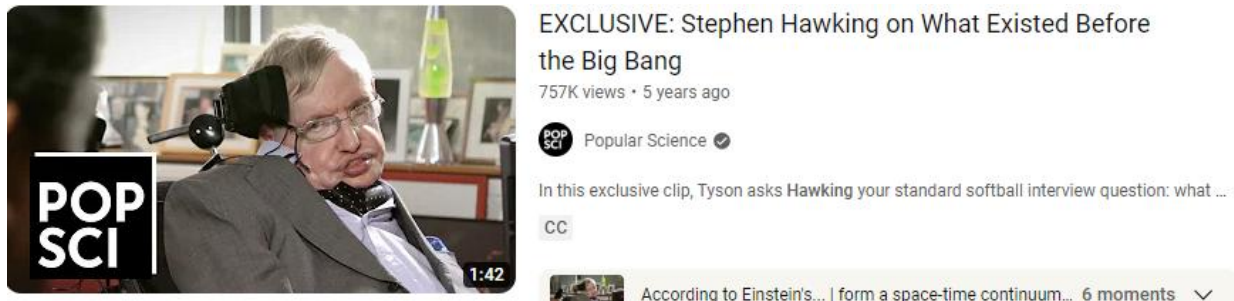 EXCLUSIVE: Stephen Hawking on What Existed Before
the Big Bang
757K views • 5 years ago
POP
SCI
Popular Science
In this exclusive clip, Tyson asks Hawking your standard softball interview question: what ...
CC
POP
SCI
1:42
According to Einstein's... | form a space-time continuum... 6 moments